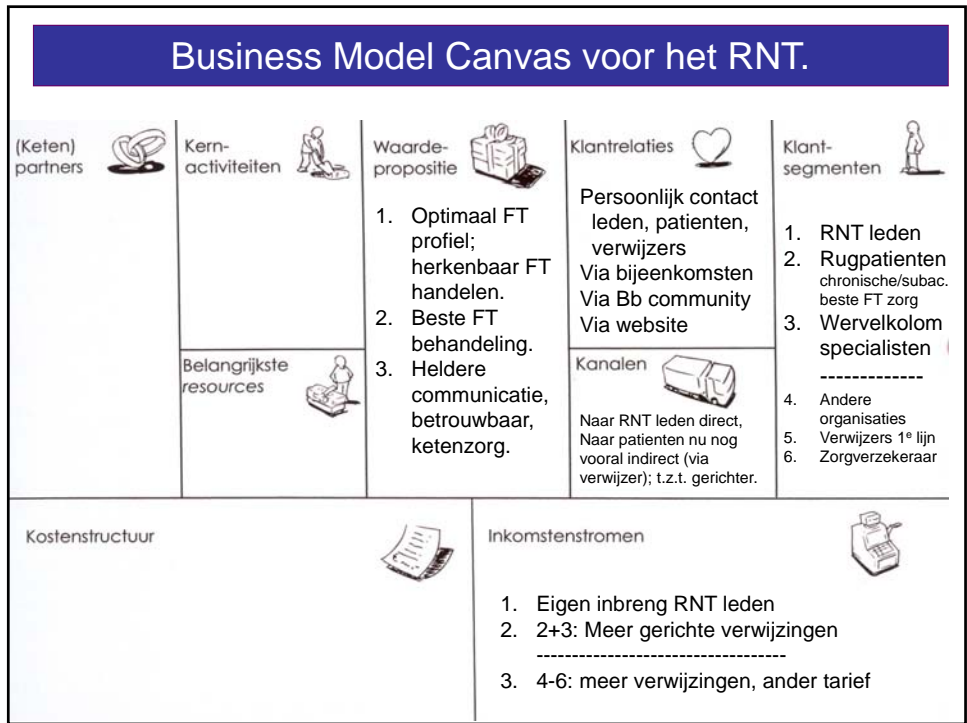 Business Model Canvas voor het RNT.
(Keten)
partners
Kern-
activiteiten
Belangrijkste
resources
Waarde-
propositie
1. Optimaal FT
profiel;
herkenbaar FT
handelen.
2. Beste FT
behandeling.
3. Heldere
communicatie,
betrouwbaar,
ketenzorg.
Klantrelaties
Persoonlijk contact
leden, patienten,
verwijzers
Via bijeenkomsten
Via Bb community
Via website
Kanalen
Naar RNT leden direct,
Naar patienten nu nog
vooral indirect (via
verwijzer); t.z.t. gerichter.
Klant-
segmenten
1. RNT leden
2. Rugpatienten
chronische/subac.
beste FT zorg
3. Wervelkolom
specialisten
-------------
4. Andere
organisaties
5. Verwijzers 1e lijn
6. Zorgverzekeraar
Kostenstructuur
Inkomstenstromen
1. Eigen inbreng RNT leden
2. 2+3: Meer gerichte verwijzingen
-----------------------------------
3. 4-6: meer verwijzingen, ander tarief